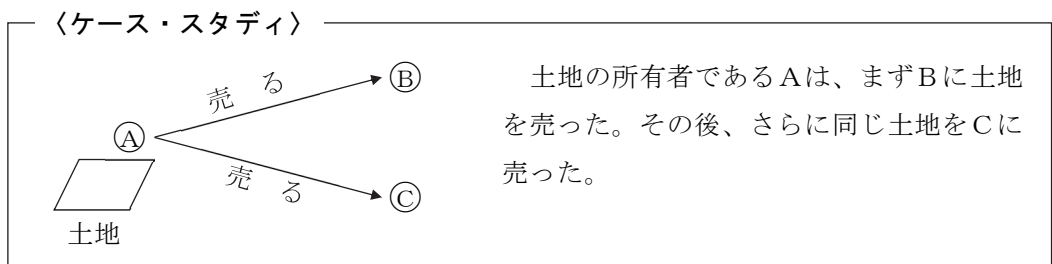 〈ケース・スタディ〉
売る
Ⓑ
Ⓐ
売る
Ⓒ
土地
土地の所有者であるAは、まずBに土地
を売った。その後、さらに同じ土地をCに
売った。